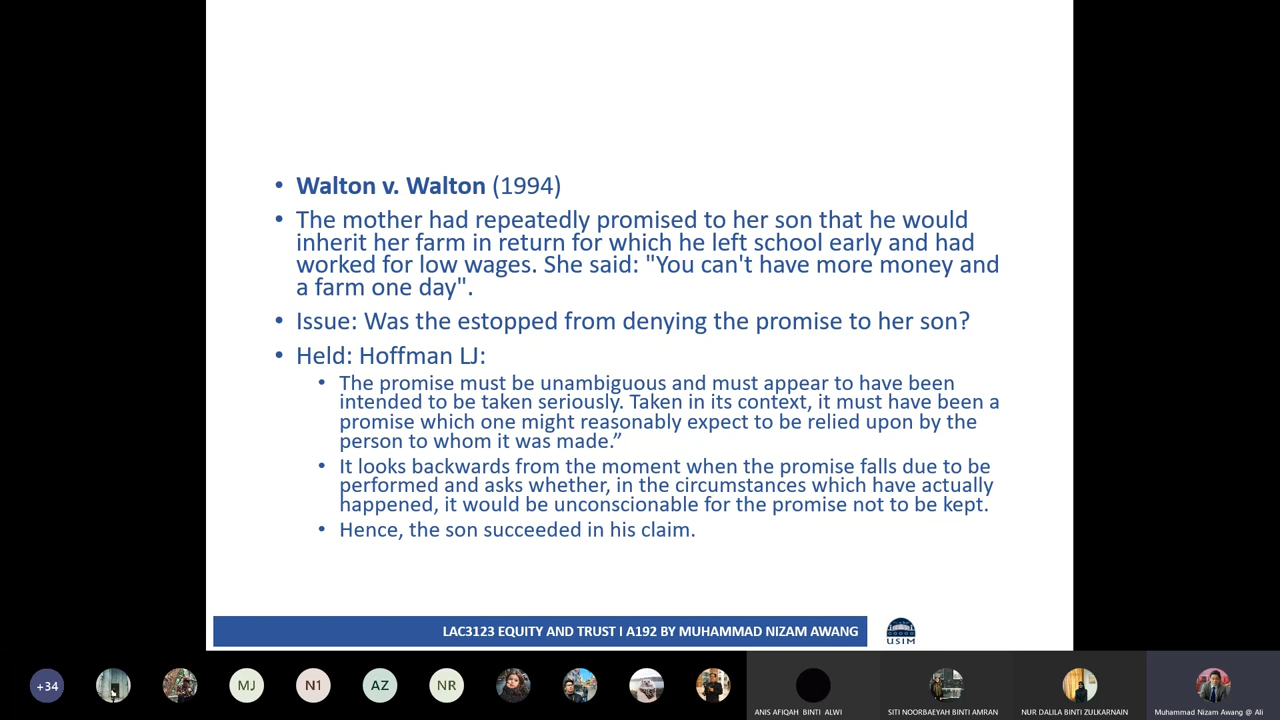 • Walton v. Walton (1994)
• The mother had repeatedly promised to her son that he would
inherit her farm in return for which he left school early and had
worked for low wages. She said: "You can't have more money and
a farm one day".
• Issue: Was the estopped from denying the promise to her son?
• Held: Hoffman LJ:
• The promise must be unambiguous and must appear to have been
intended to be taken seriously. Taken in its context, it must have been a
promise which one might reasonably expect to be relied upon by the
person to whom it was made.”
• It looks backwards from the moment when the promise falls due to be
performed and asks whether, in the circumstances which have actually
happened, it would be unconscionable for the promise not to be kept.
• Hence, the son succeeded in his claim.
LAC3123 EQUITY AND TRUST I A192 BY MUHAMMAD NIZAM AWANG
USIM
+34
MJ
N1
AZ
NR
ANIS AFIQAH BINTI ALWI
SITI NOORBAEYAH BINTI AMRAN
NUR DALILA BINTI ZULKARNAIN
Muhammad Nizam Awang @ Ali